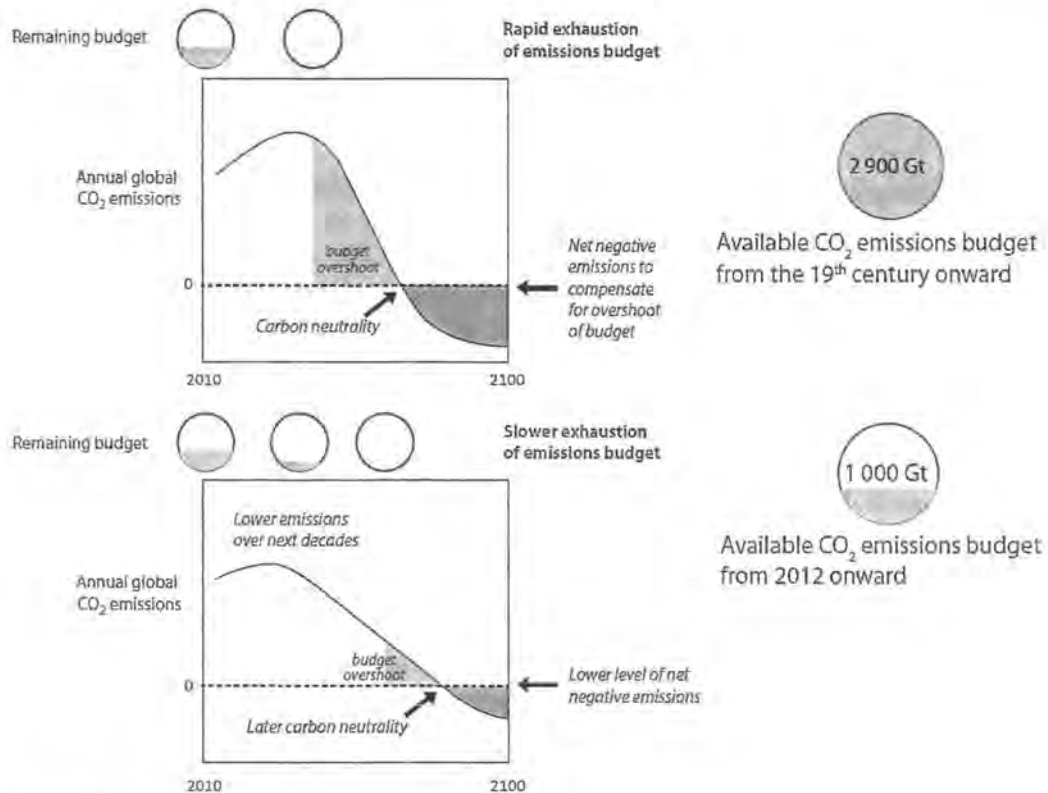 Remaining budget
Rapid exhaustion
of emissions budget
Annual global
CO₂ emissions
budget
overshoot
0
Carbon neutrality
Net negative
emissions to
compensate
for overshoot
of budget
2010
2100
2 900 Gt
Available CO₂ emissions budget
from the 19th century onward
Remaining budget
Slower exhaustion
of emissions budget
Lower emissions
over next decades
Annual global
CO₂ emissions
budget
overshoot
0
Later carbon neutrality
Lower level of net
negative emissions
2010
2100
1 000 Gt
Available CO₂ emissions budget
from 2012 onward